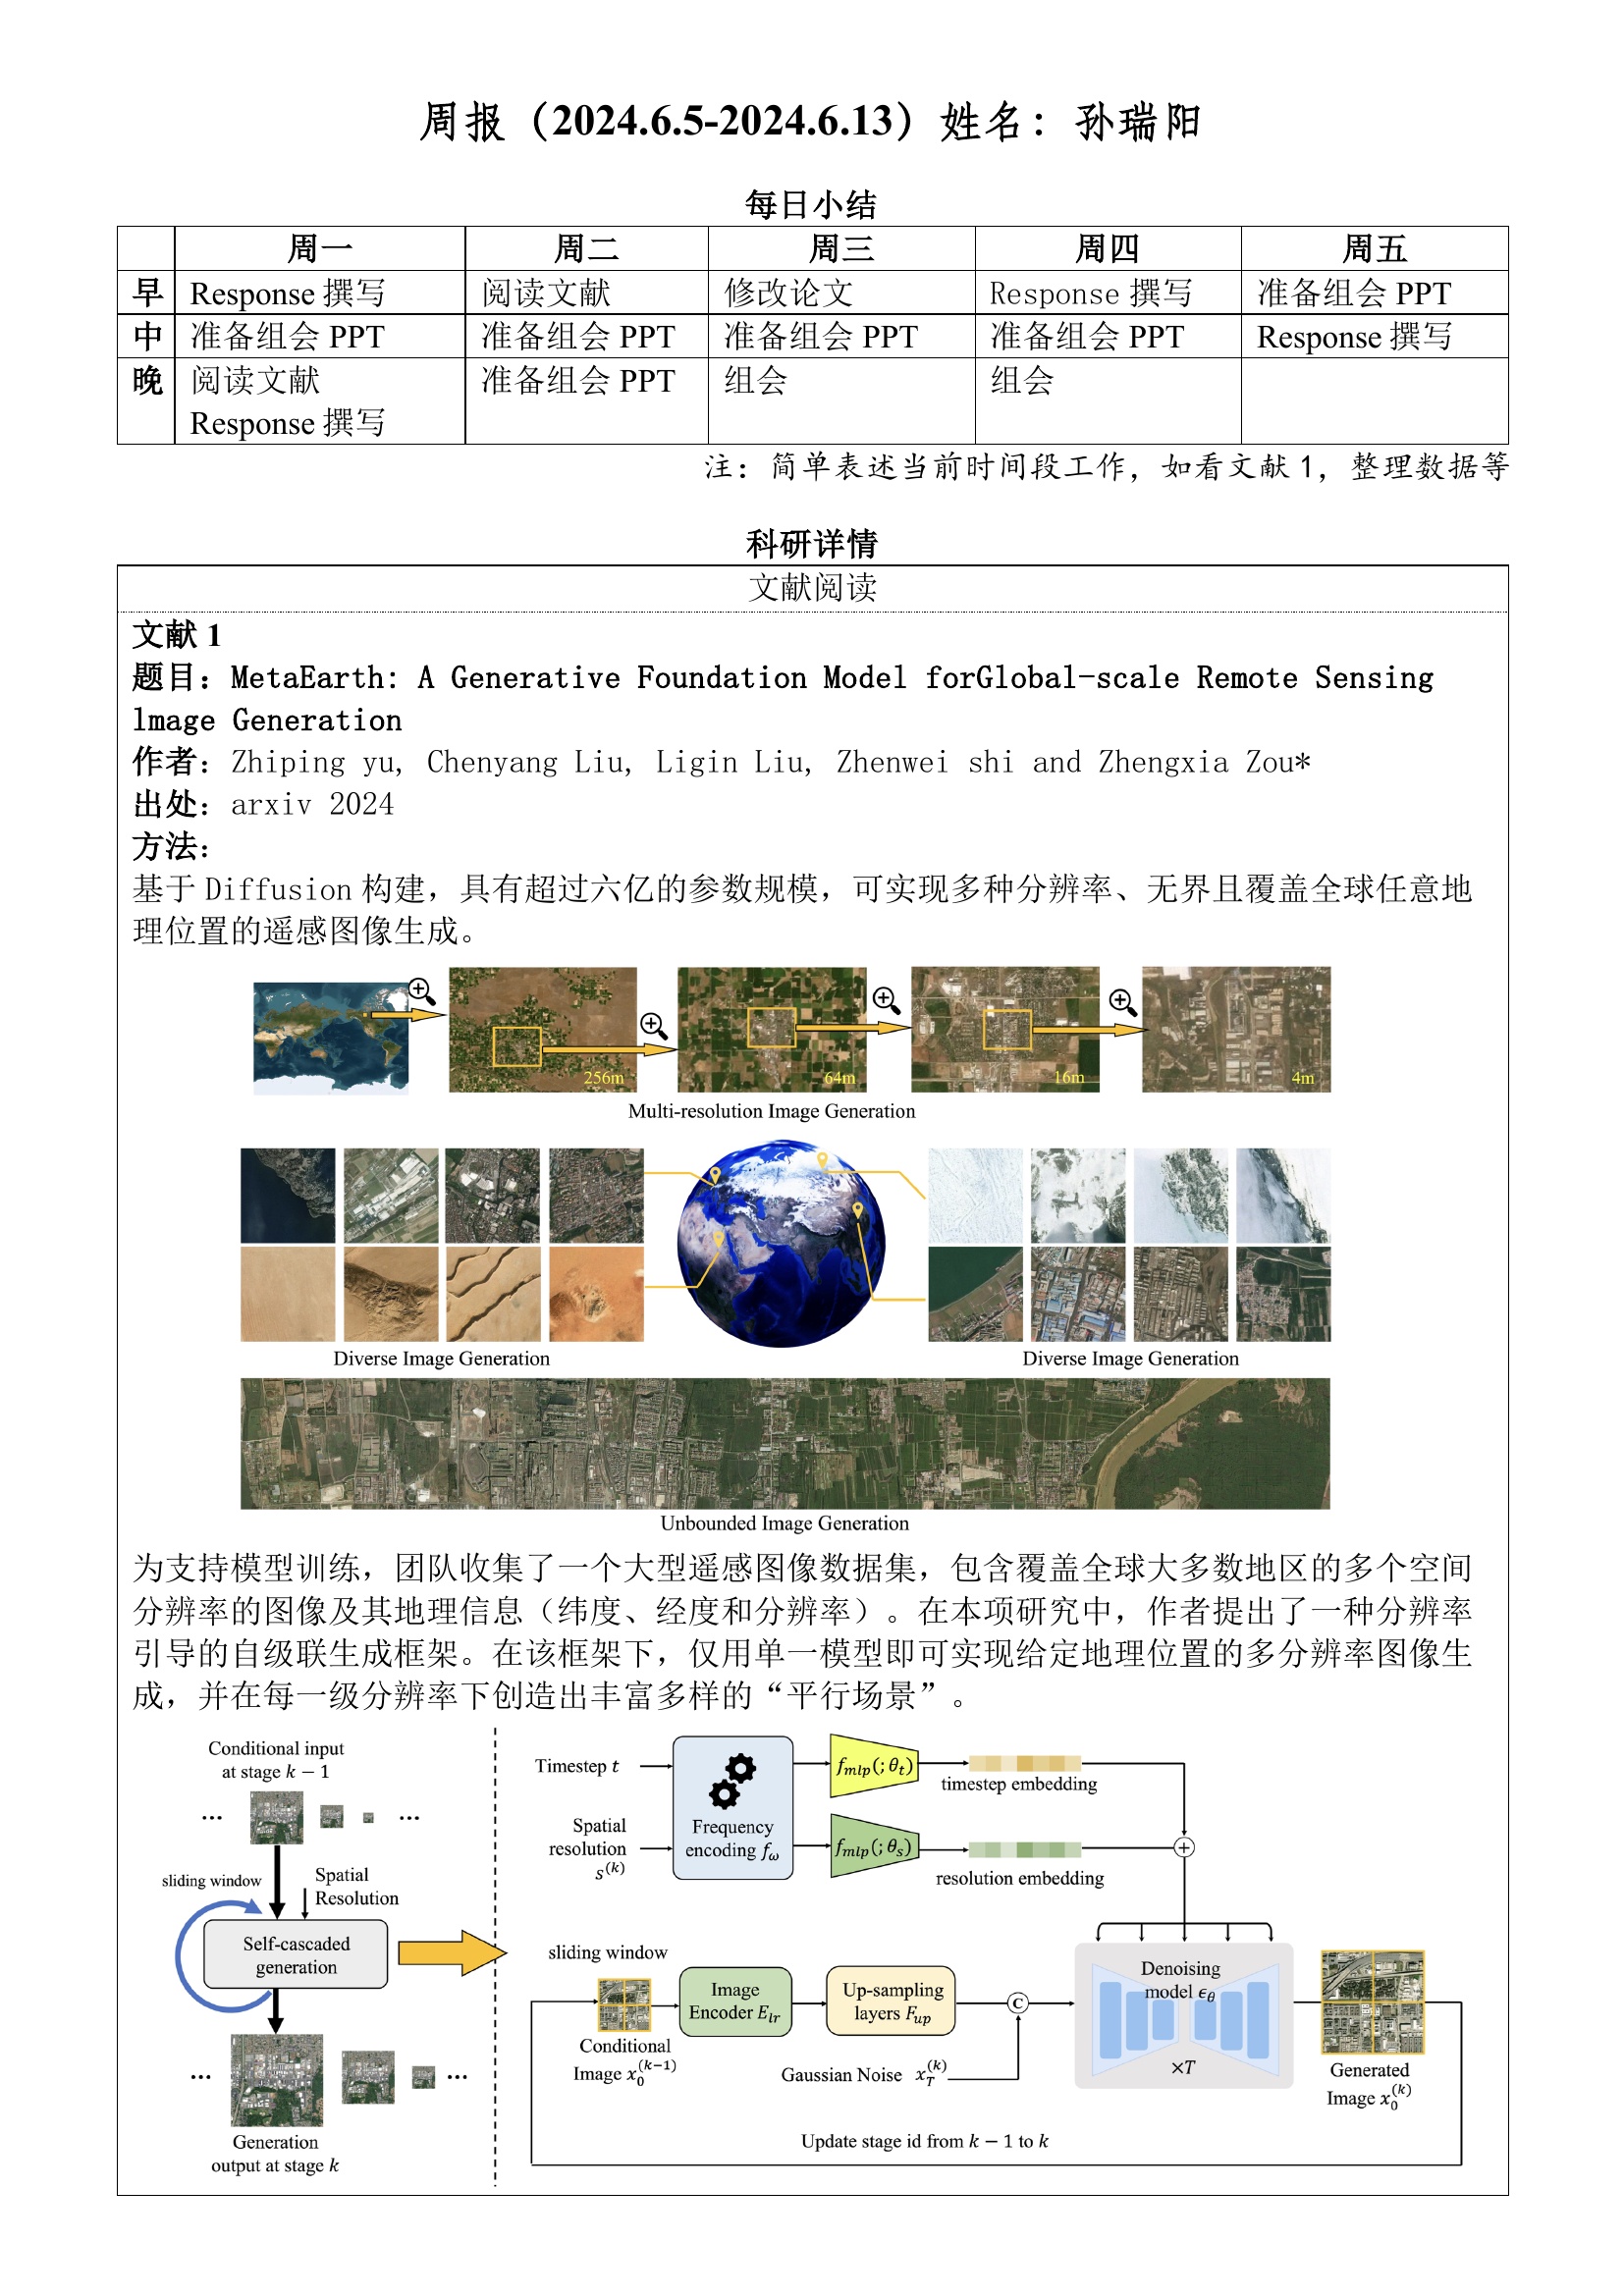 周报（2024.6.5-2024.6.13）姓名：孙瑞阳
每日小结
周一 周二 周三 周四 周五
早 Response 撰写 阅读文献 修改论文 Response 撰写 准备组会 PPT
中 准备组会 PPT 准备组会 PPT 准备组会 PPT 准备组会 PPT Response 撰写
晚 阅读文献 准备组会 PPT 组会 组会
Response 撰写
注：简单表述当前时间段工作，如看文献 1，整理数据等
科研详情
文献阅读
文献 1
题目：MetaEarth: A Generative Foundation Model forGlobal-scale Remote Sensing
lmage Generation
作者：Zhiping yu, Chenyang Liu, Ligin Liu, Zhenwei shi and Zhengxia Zou*
出处：arxiv 2024
方法：
基于 Diffusion 构建，具有超过六亿的参数规模，可实现多种分辨率、无界且覆盖全球任意地
理位置的遥感图像生成。
256m 64m 16m 4m
Multi-resolution Image Generation
Diverse Image Generation Diverse Image Generation
Unbounded Image Generation
为支持模型训练，团队收集了一个大型遥感图像数据集，包含覆盖全球大多数地区的多个空间
分辨率的图像及其地理信息（纬度、经度和分辨率）。在本项研究中，作者提出了一种分辨率
引导的自级联生成框架。在该框架下，仅用单一模型即可实现给定地理位置的多分辨率图像生
成，并在每一级分辨率下创造出丰富多样的“平行场景”。
Conditional input
at stage k − 1
... ...
sliding window
Spatial
Resolution
Self-cascaded
generation
... ...
Generation
output at stage k
Timestep t
Spatial
resolution
s^(k)
Frequency
encoding f_ω
f_mlp(; θ_t)
timestep embedding
f_mlp(; θ_s)
resolution embedding
+
sliding window
Conditional
Image x_0^(k−1)
Image
Encoder E_lr
Up-sampling
layers F_up
C
Gaussian Noise x_T^(k)
Denoising
model ϵ_θ
×T
Generated
Image x_0^(k)
Update stage id from k − 1 to k